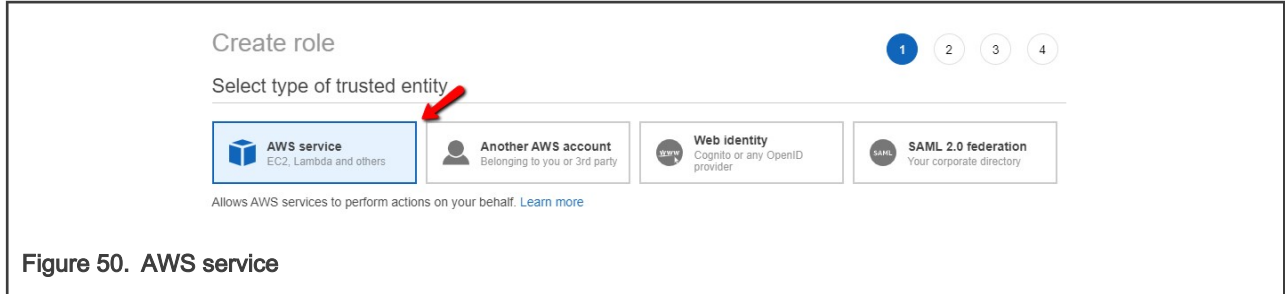 Create role
1 2 3 4
Select type of trusted entity
AWS service
EC2, Lambda and others
Another AWS account
Belonging to you or 3rd party
www
Web identity
Cognito or any OpenID
provider
SAML
SAML 2.0 federation
Your corporate directory
Allows AWS services to perform actions on your behalf. Learn more
Figure 50. AWS service